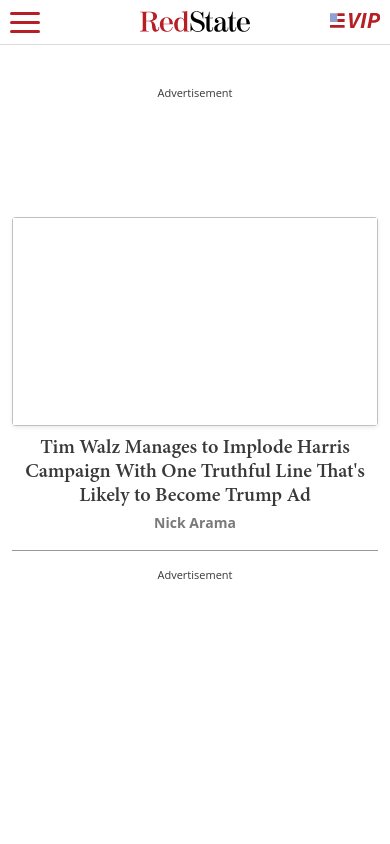 RedState
VIP
Advertisement
Tim Walz Manages to Implode Harris
Campaign With One Truthful Line That's
Likely to Become Trump Ad
Nick Arama
Advertisement